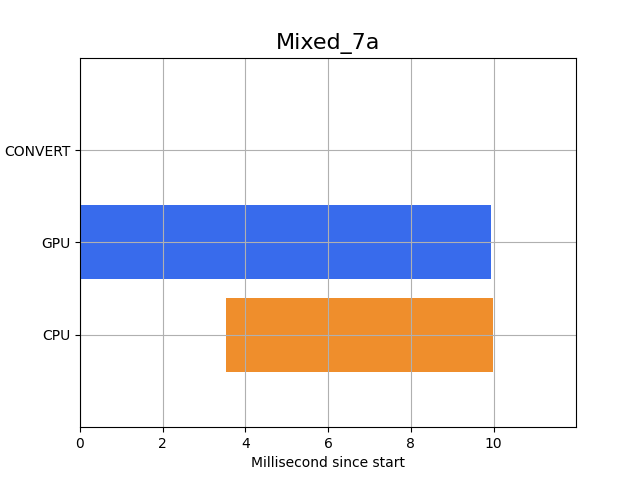 Mixed_7a
CONVERT
GPU
CPU
0 2 4 6 8 10
Millisecond since start